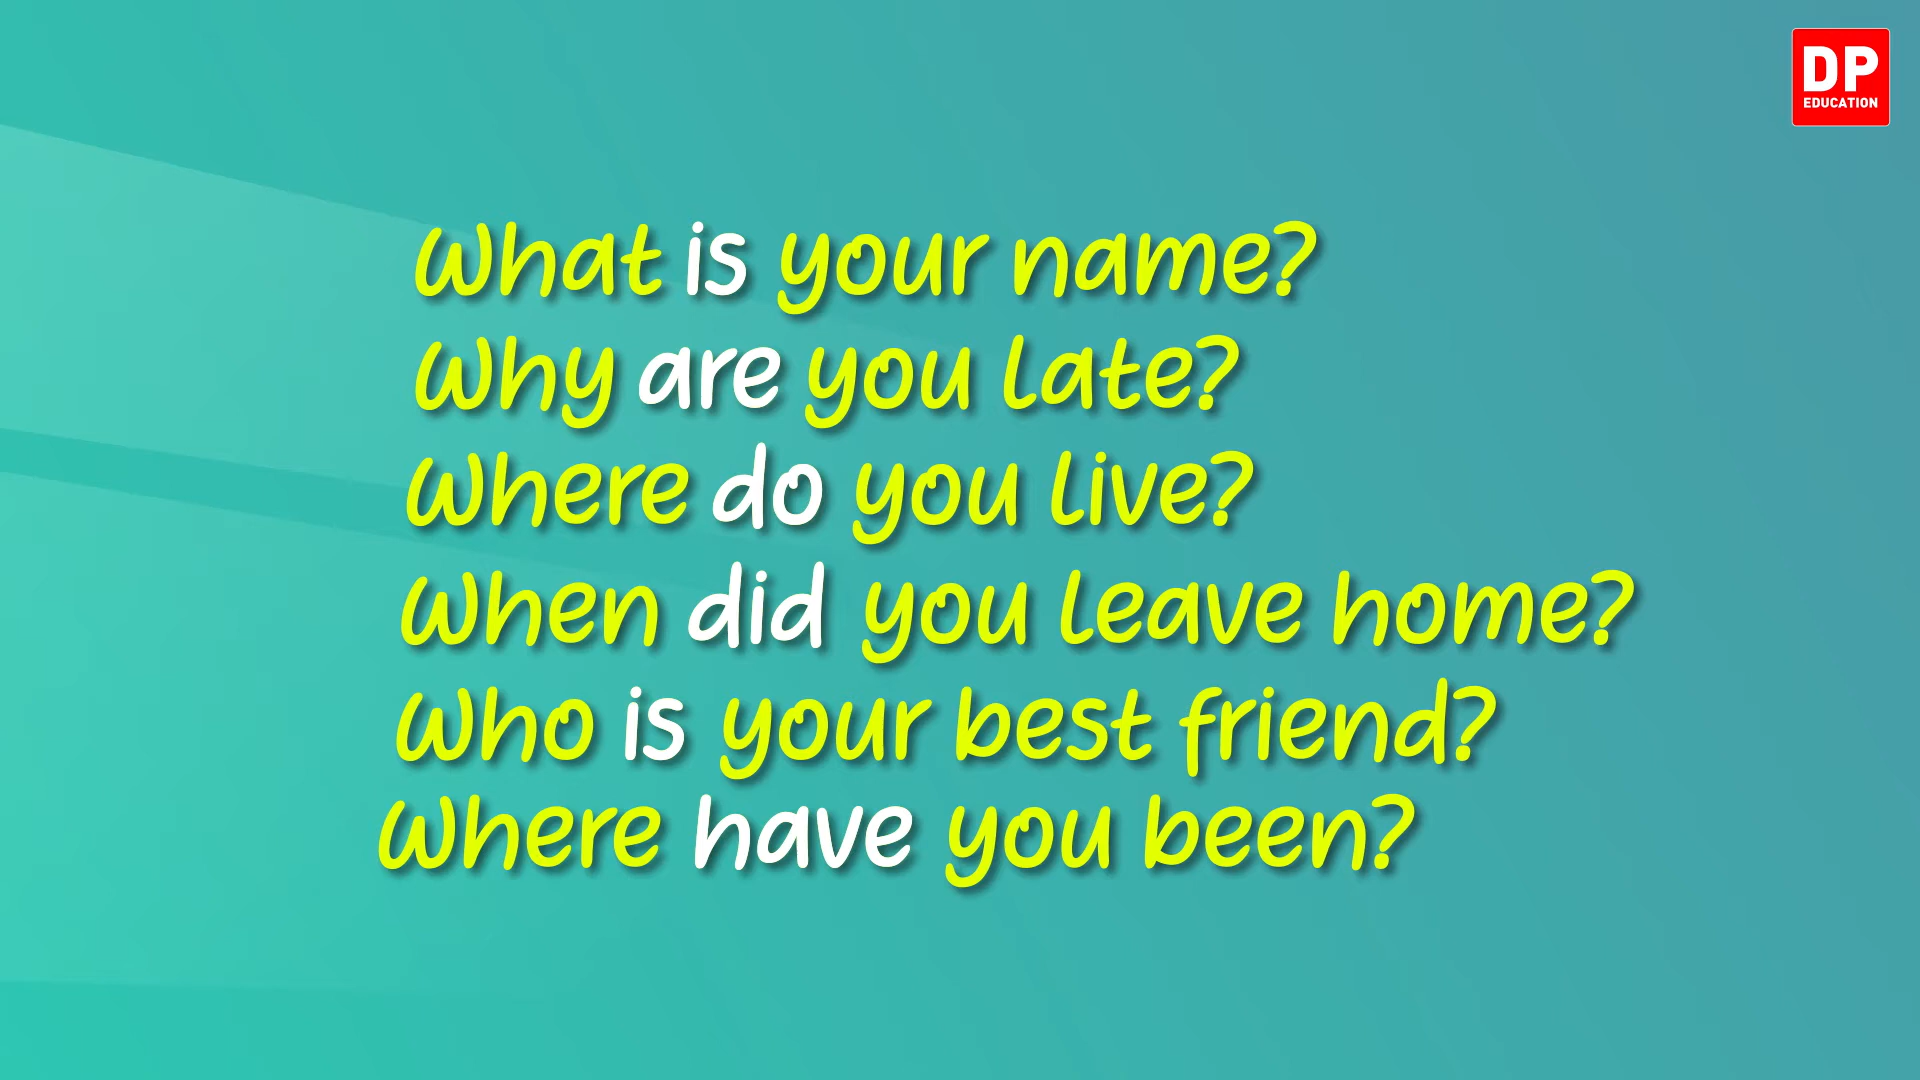 DP
EDUCATION
What is your name?
Why are you late?
Where do you live?
When did you leave home?
Who is your best friend?
Where have you been?